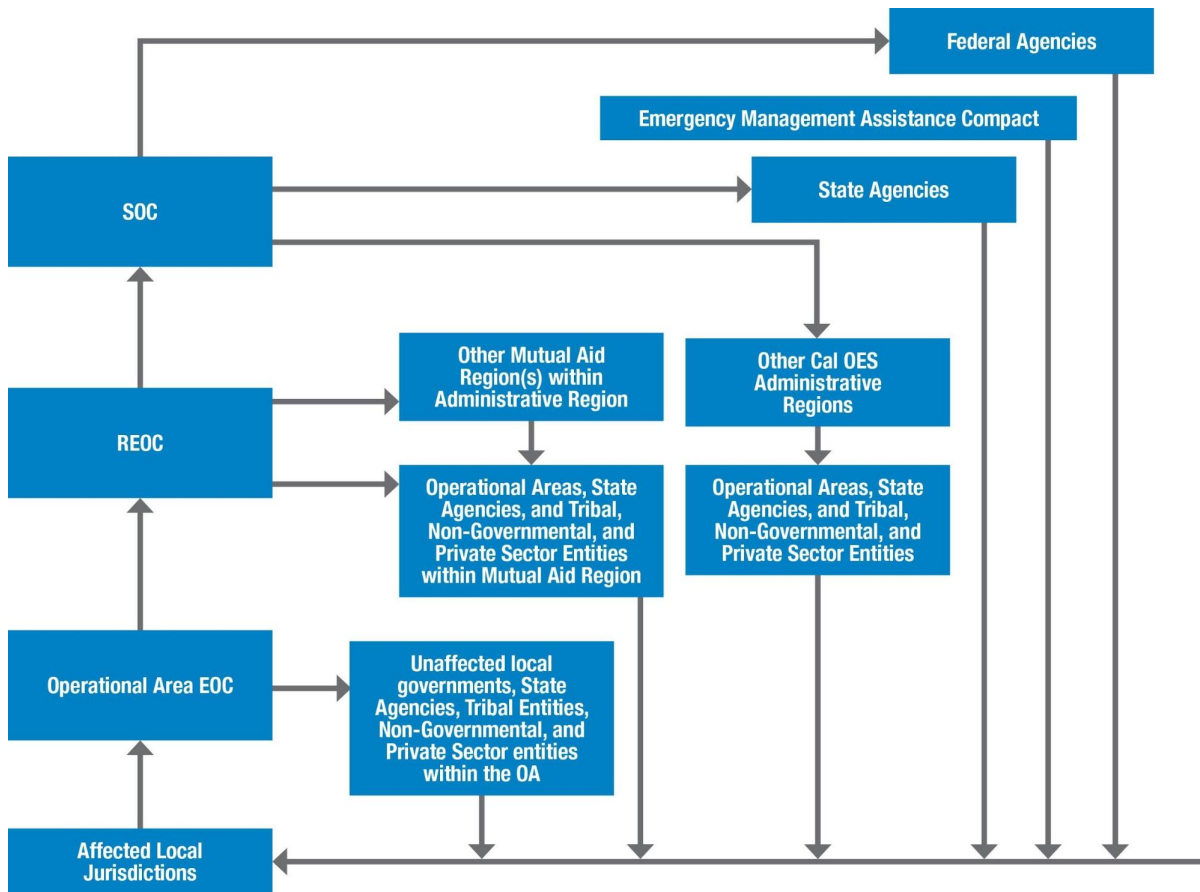 Federal Agencies
Emergency Management Assistance Compact
State Agencies
SOC
Other Mutual Aid
Region(s) within
Administrative Region
Other Cal OES
Administrative
Regions
REOC
Operational Areas, State
Agencies, and Tribal,
Non-Governmental, and
Private Sector Entities
within Mutual Aid Region
Operational Areas, State
Agencies, and Tribal,
Non-Governmental, and
Private Sector Entities
Operational Area EOC
Unaffected local
governments, State
Agencies, Tribal Entities,
Non-Governmental, and
Private Sector entities
within the OA
Affected Local
Jurisdictions